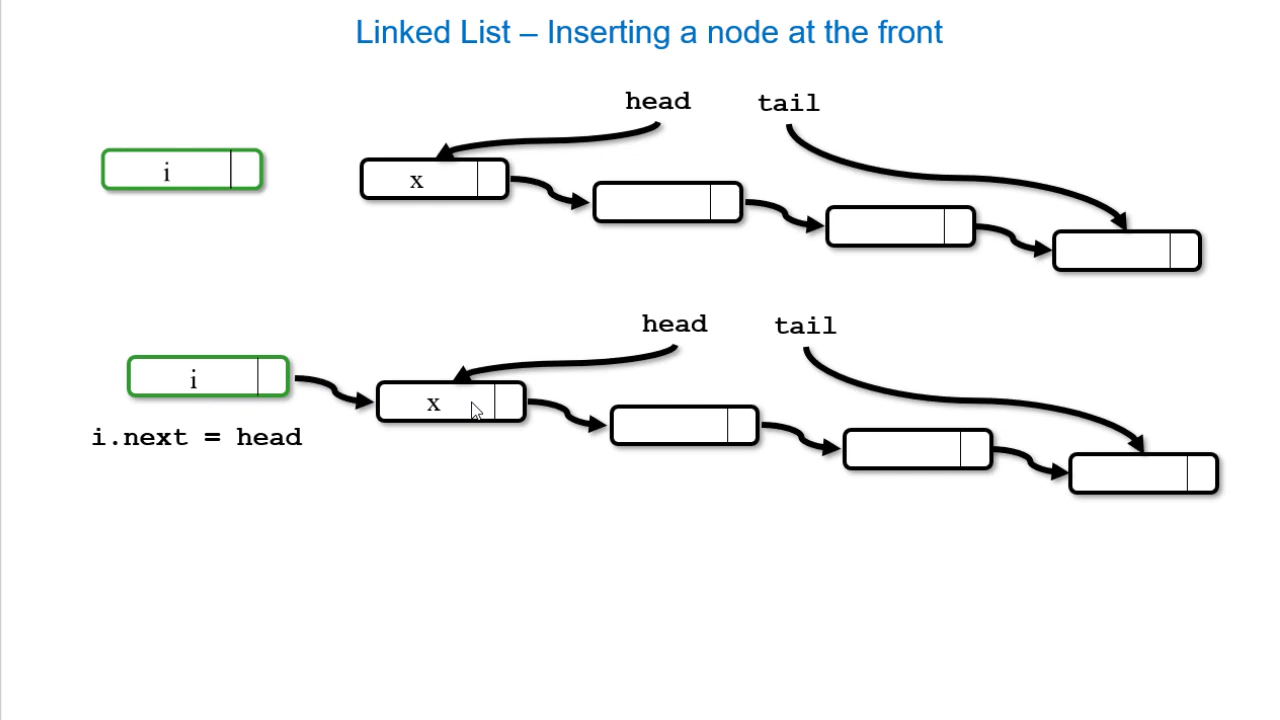 Linked List – Inserting a node at the front
head tail
i x
head tail
i x
i.next = head